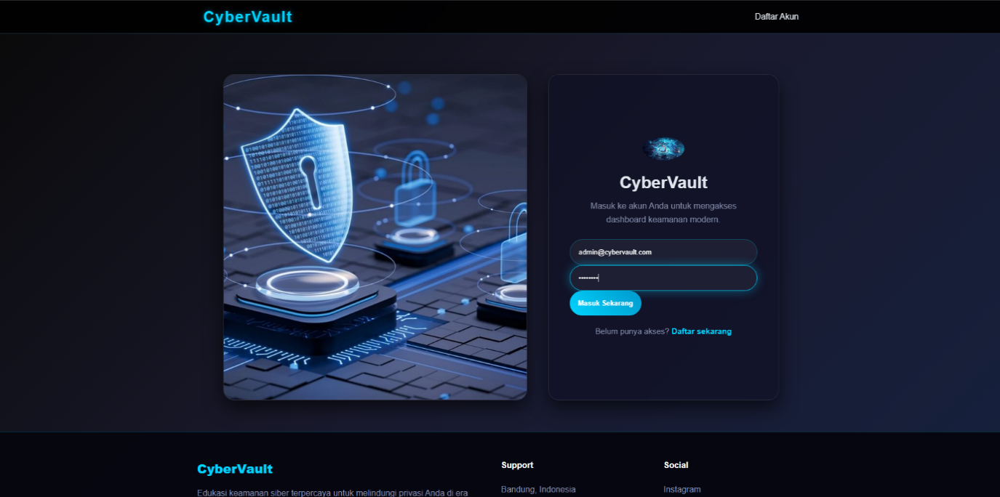 CyberVault
Daftar Akun
CyberVault
Masuk ke akun Anda untuk mengakses
dashboard keamanan modern.
admin@cybervault.com
••••••••
Masuk Sekarang
Belum punya akses? Daftar sekarang
CyberVault
Edukasi keamanan siber terpercaya untuk melindungi privasi Anda di era
Support
Bandung, Indonesia
Social
Instagram